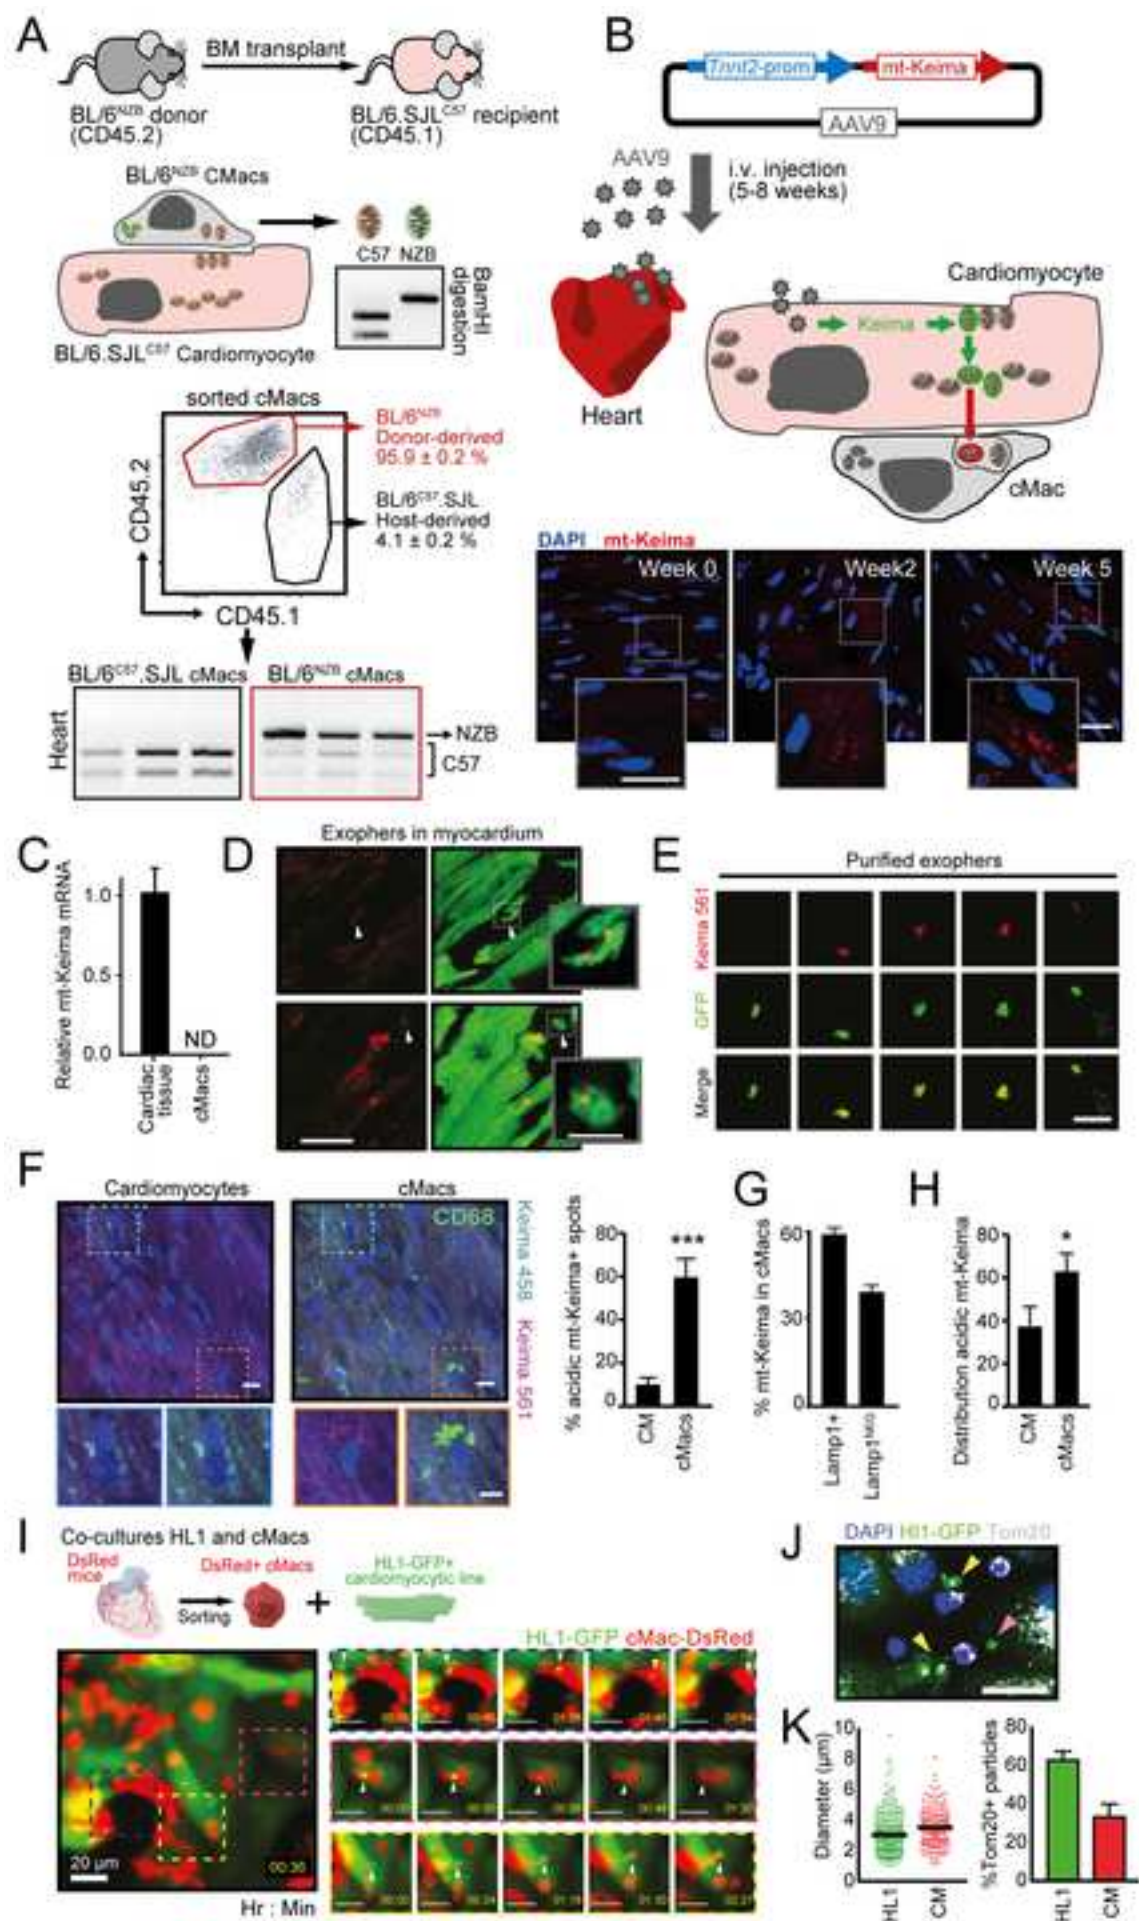 A
BM transplant
BL/6NZB donor
(CD45.2)
BL/6.SJLC57 recipient
(CD45.1)
BL/6NZB CMacs
C57 NZB
BamHI
digestion
BL/6.SJLC57 Cardiomyocyte
sorted cMacs
CD45.2
CD45.1
BL/6NZB
Donor-derived
95.9 ± 0.2 %
BL/6C57.SJL
Host-derived
4.1 ± 0.2 %
BL/6C57.SJL cMacs
BL/6NZB cMacs
Heart
NZB
C57
B
Tnnt2-prom
mt-Keima
AAV9
AAV9
i.v. injection
(5-8 weeks)
Heart
Cardiomyocyte
Keima
cMac
DAPI mt-Keima
Week 0
Week2
Week 5
C
Relative mt-Keima mRNA
1.0
0.5
0.0
ND
Cardiac
tissue
cMacs
D
Exophers in myocardium
E
Purified exophers
Keima 561
GFP
Merge
F
Cardiomyocytes
cMacs
CD68
Keima 458 Keima 561
% acidic mt-Keima+ spots
80
60
40
20
0
***
CM
cMacs
G
% mt-Keima in cMacs
60
30
0
Lamp1+
Lamp1NEG
H
Distribution acidic mt-Keima
80
60
40
20
0
*
CM
cMacs
I
Co-cultures HL1 and cMacs
DsRed
mice
Sorting
DsRed+ cMacs
+
HL1-GFP+
cardiomyocytic line
HL1-GFP cMac-DsRed
20 µm
00:36
Hr : Min
J
DAPI Hl1-GFP Tom20
K
Diameter (µm)
10
8
6
4
2
0
HL1
CM
%Tom20+ particles
80
60
40
20
0
HL1
CM